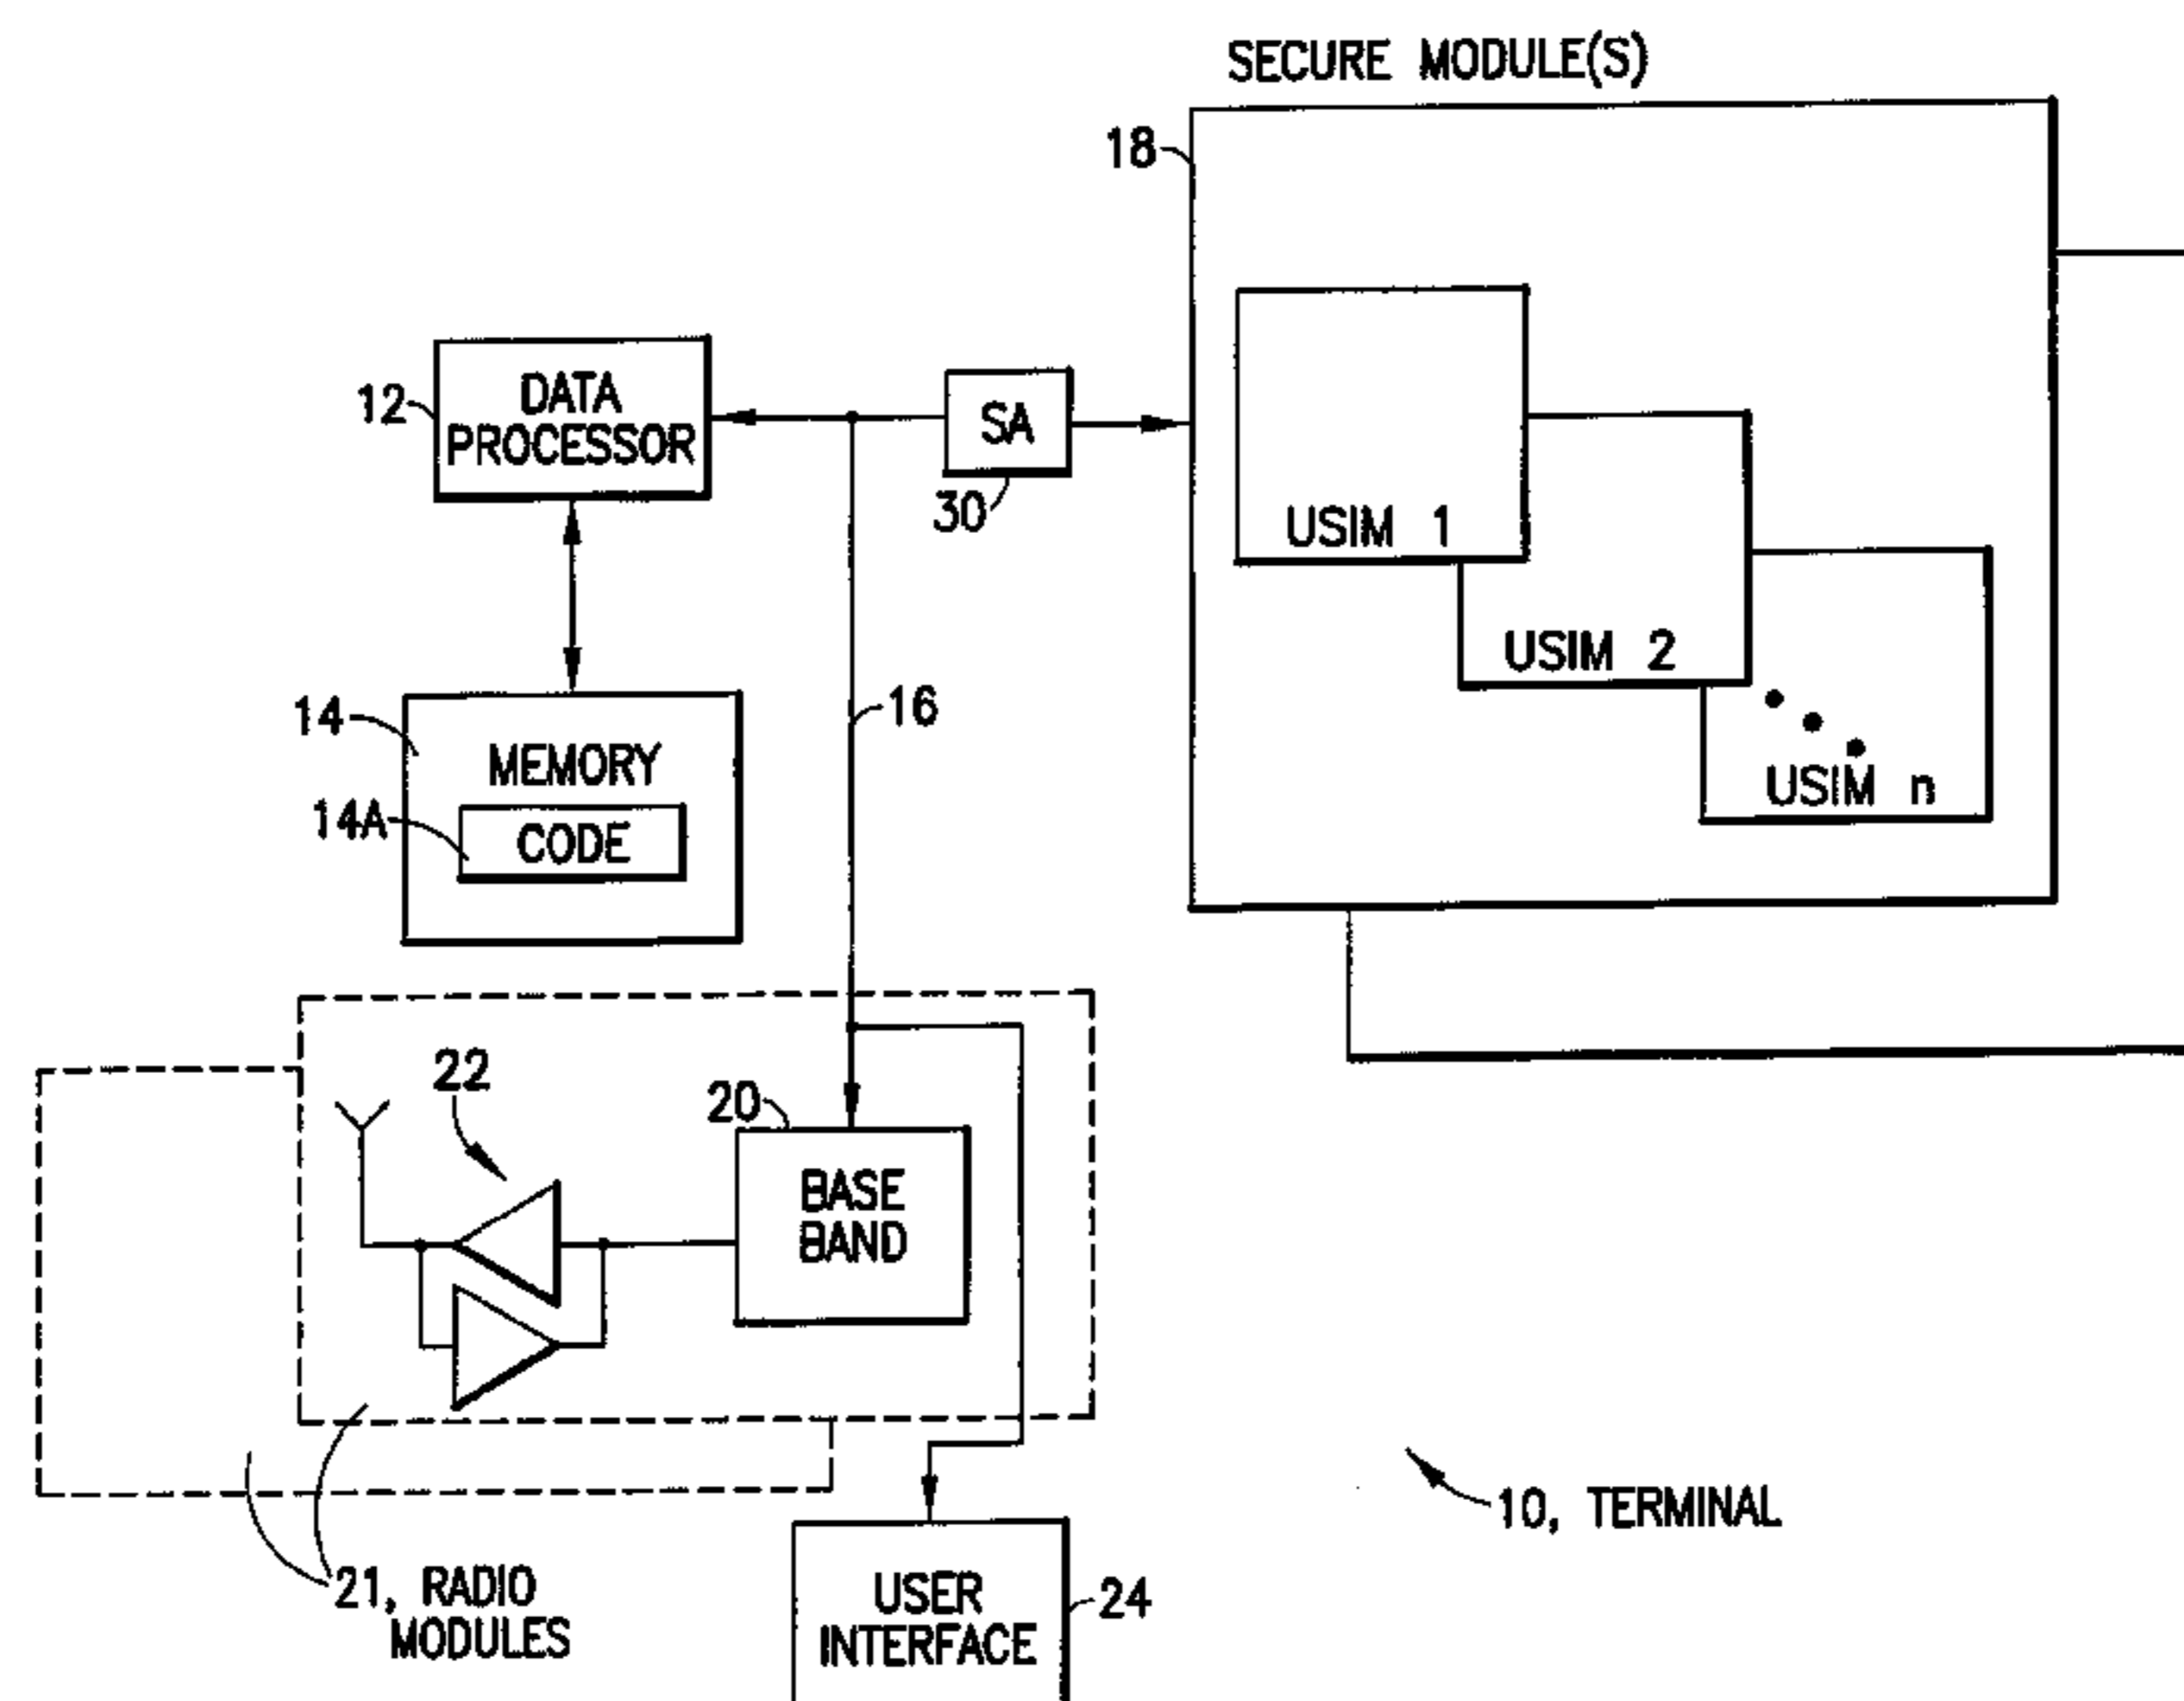 SECURE MODULE(S)
18
12
DATA
PROCESSOR
SA
30
USIM 1
USIM 2
USIM n
14
MEMORY
14A
CODE
16
22
20
BASE
BAND
10, TERMINAL
21, RADIO
MODULES
USER
INTERFACE
24